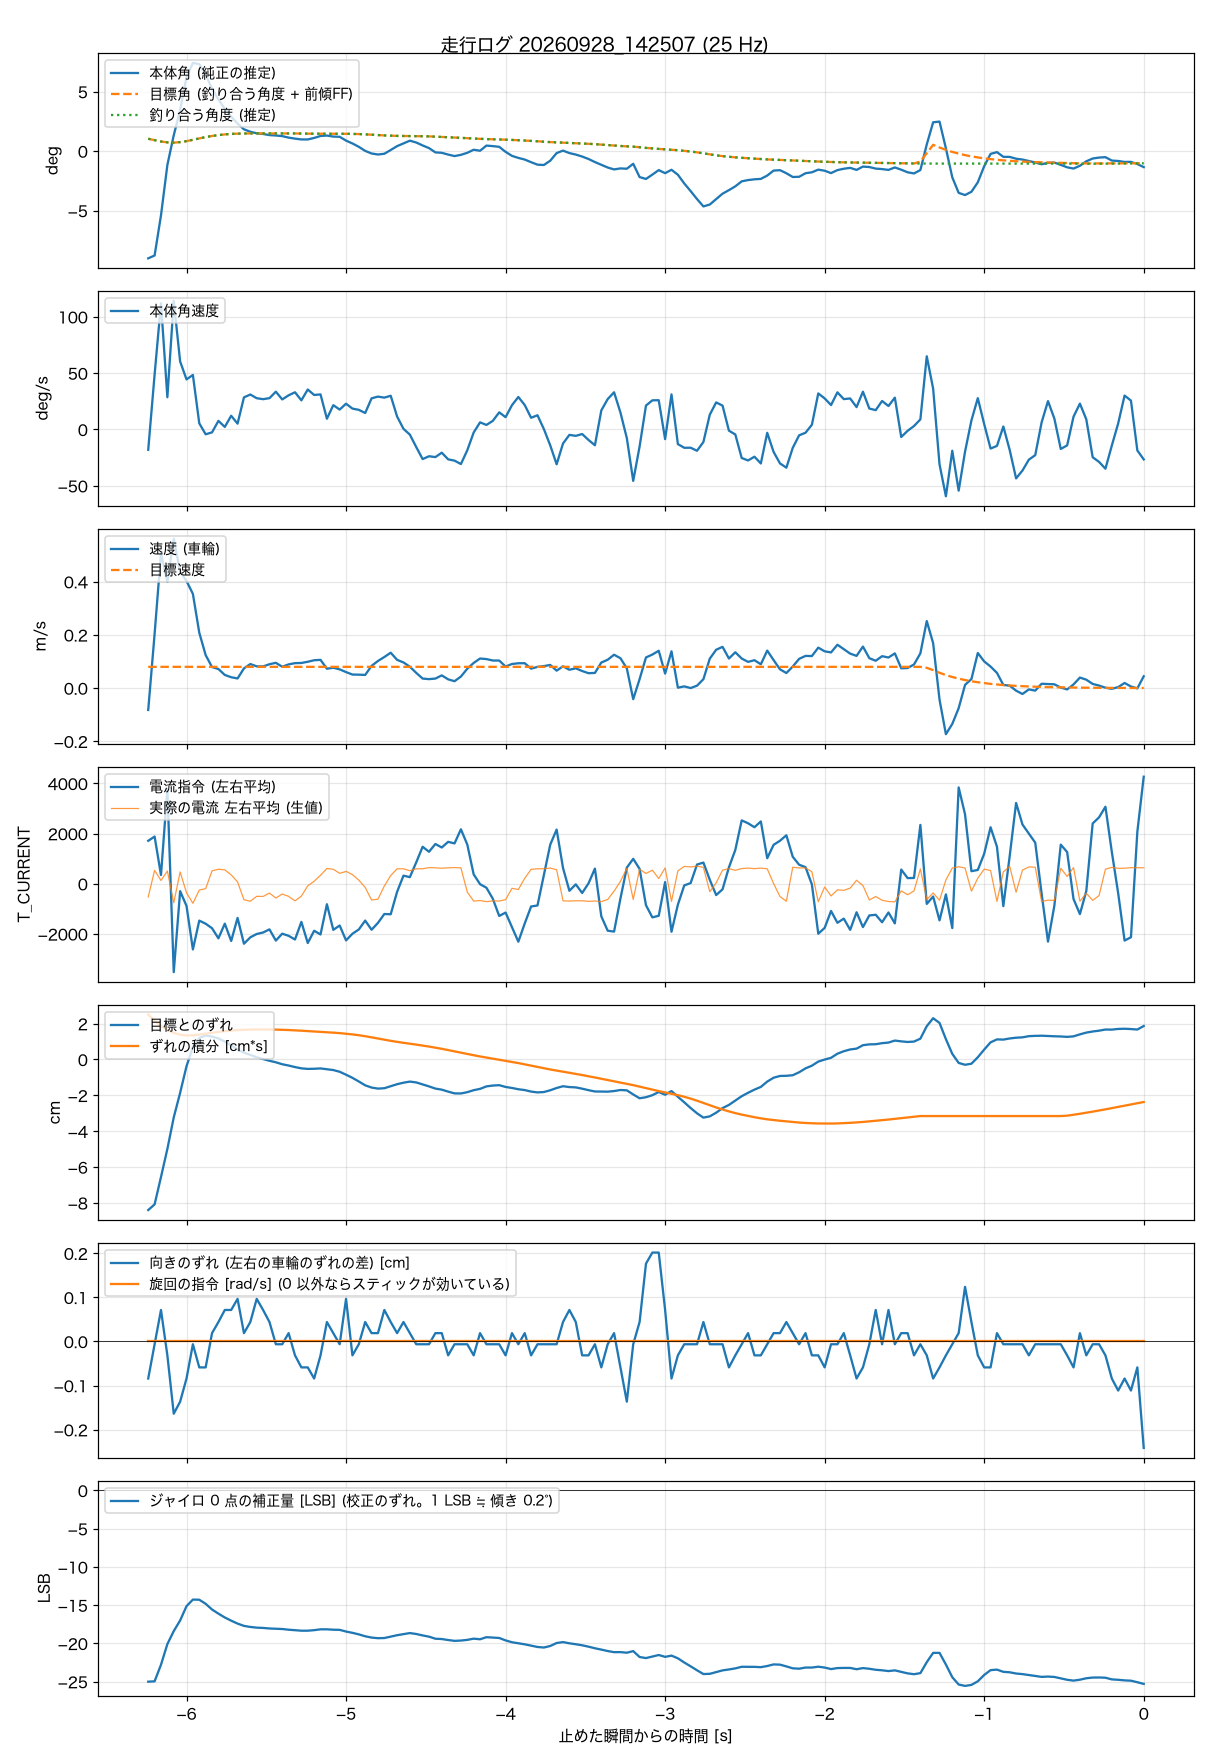 走行ログ 20260928_142507 (25 Hz)
本体角 (純正の推定)
目標角 (釣り合う角度 + 前傾FF)
釣り合う角度 (推定)
5
0
−5
deg
本体角速度
100
50
0
−50
deg/s
速度 (車輪)
目標速度
0.4
0.2
0.0
−0.2
m/s
電流指令 (左右平均)
実際の電流 左右平均 (生値)
4000
2000
0
−2000
T_CURRENT
目標とのずれ
ずれの積分 [cm*s]
2
0
−2
−4
−6
−8
cm
向きのずれ (左右の車輪のずれの差) [cm]
旋回の指令 [rad/s] (0 以外ならスティックが効いている)
0.2
0.1
0.0
−0.1
−0.2
ジャイロ 0 点の補正量 [LSB] (校正のずれ。1 LSB ≒ 傾き 0.2°)
0
−5
−10
−15
−20
−25
LSB
−6
−5
−4
−3
−2
−1
0
止めた瞬間からの時間 [s]